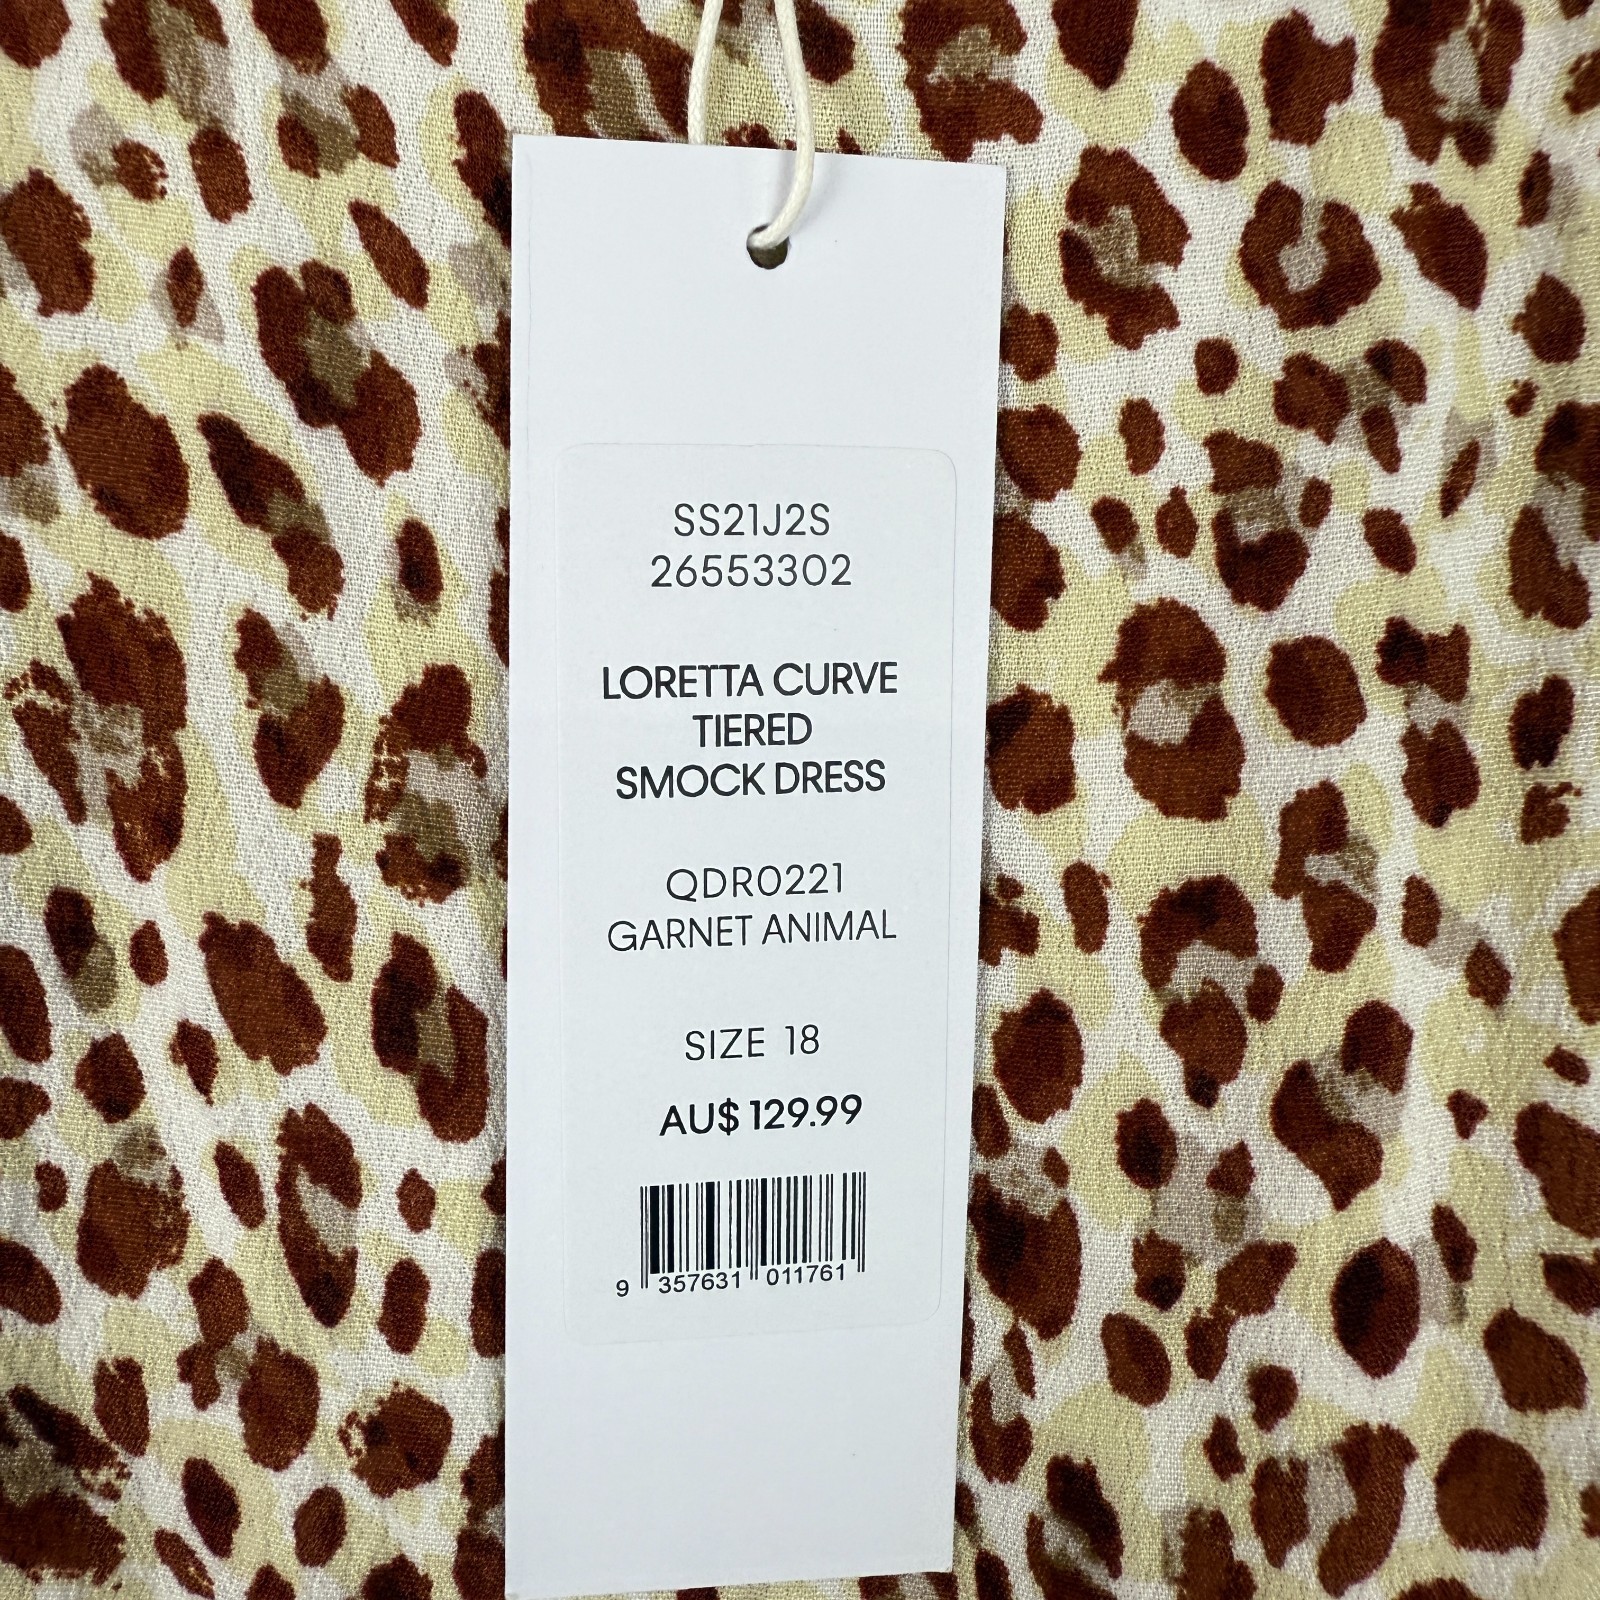 SS21J2S
26553302
LORETTA CURVE
TIERED
SMOCK DRESS
QDR0221
GARNET ANIMAL
SIZE 18
AU$ 129.99
9 357631 011761